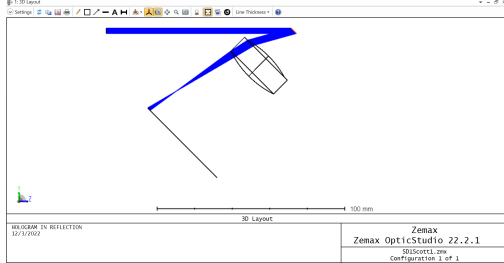 1: 3D Layout
Settings
Line Thickness
Y
Z
100 mm
3D Layout
HOLOGRAM IN REFLECTION
12/3/2022
Zemax
Zemax OpticStudio 22.2.1
SDiScotti.zmx
Configuration 1 of 1